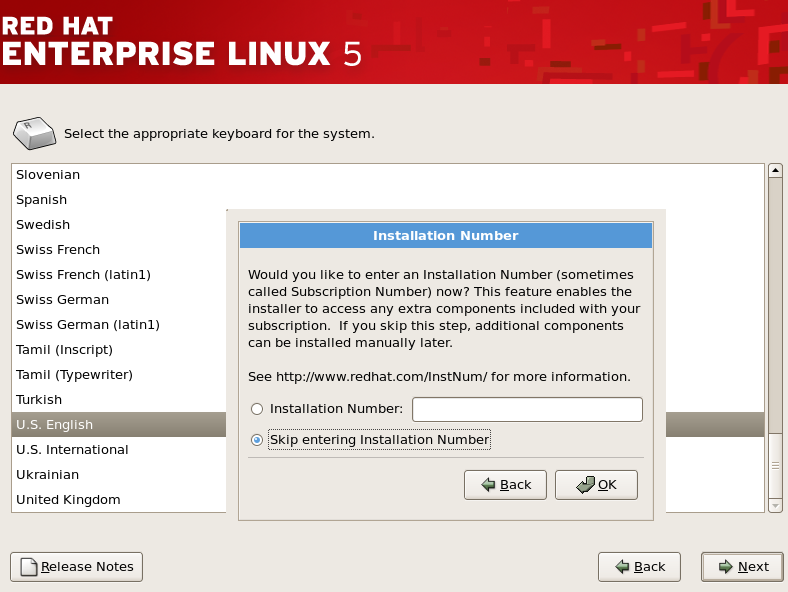 RED HAT
ENTERPRISE LINUX 5
Select the appropriate keyboard for the system.
Slovenian
Spanish
Swedish
Swiss French
Swiss French (latin1)
Swiss German
Swiss German (latin1)
Tamil (Inscript)
Tamil (Typewriter)
Turkish
U.S. English
U.S. International
Ukrainian
United Kingdom
Installation Number
Would you like to enter an Installation Number (sometimes
called Subscription Number) now? This feature enables the
installer to access any extra components included with your
subscription.  If you skip this step, additional components
can be installed manually later.
See http://www.redhat.com/InstNum/ for more information.
Installation Number:
Skip entering Installation Number
Back
OK
Release Notes
Back
Next